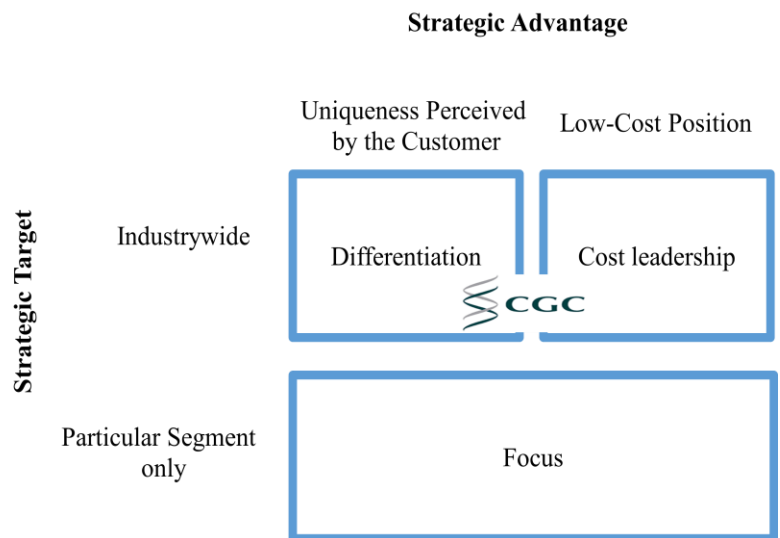 Strategic Advantage
Uniqueness Perceived
by the Customer
Low-Cost Position
Strategic Target
Industrywide
Differentiation
Cost leadership
CGC
Particular Segment
only
Focus